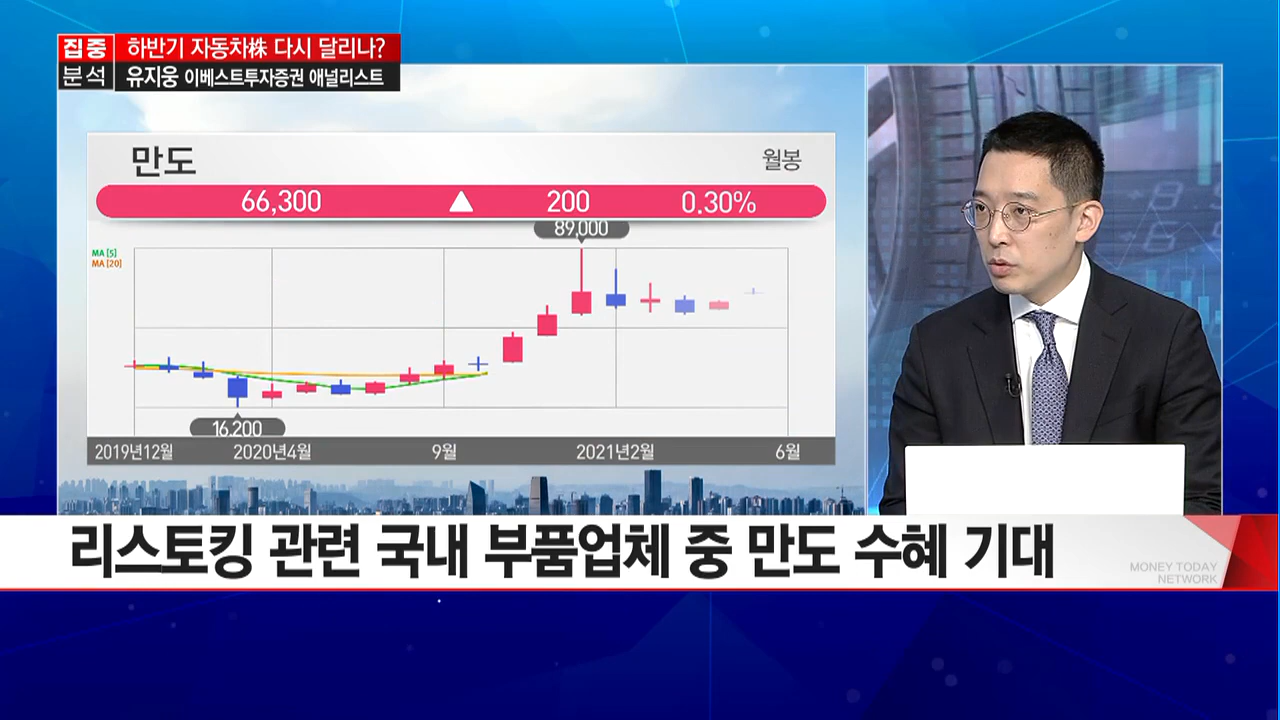 집중 하반기 자동차株 다시 달리나?
분석 유지웅 이베스트투자증권 애널리스트
만도
월봉
66,300 ▲ 200 0.30%
89,000
MA [5]
MA [20]
16,200
2019년12월 2020년4월 9월 2021년2월 6월
리스토킹 관련 국내 부품업체 중 만도 수혜 기대
MONEY TODAY
NETWORK